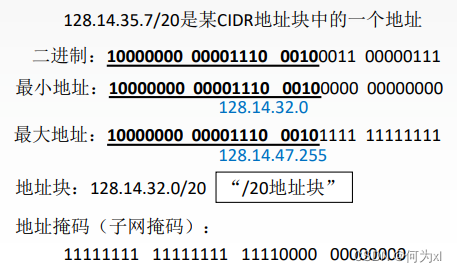 128.14.35.7/20是某CIDR地址块中的一个地址
二进制：10000000 00001110 00100011 00000111
最小地址：10000000 00001110 00100000 00000000
128.14.32.0
最大地址：10000000 00001110 00101111 11111111
128.14.47.255
地址块：128.14.32.0/20 “/20地址块”
地址掩码（子网掩码）：
11111111 11111111 11110000 00000000
CSDN @何为xl